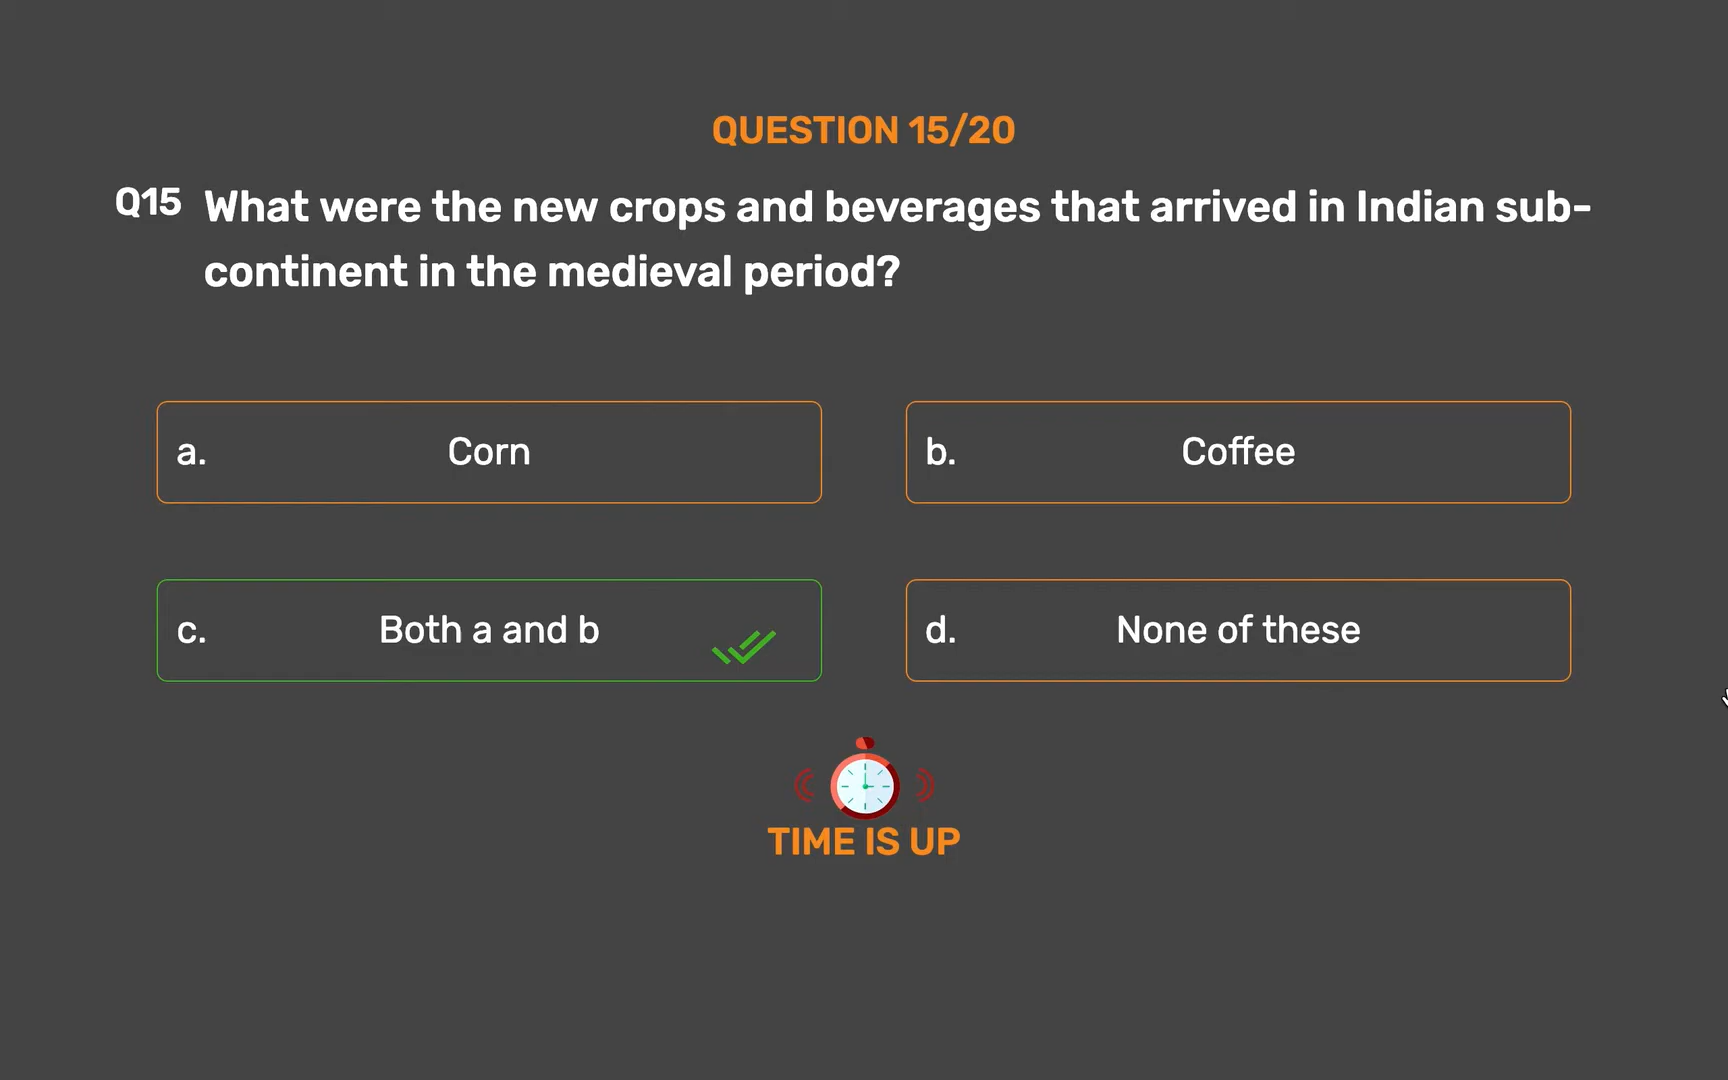 QUESTION 15/20
Q15 What were the new crops and beverages that arrived in Indian sub-
continent in the medieval period?
a. Corn
b. Coffee
c. Both a and b
d. None of these
TIME IS UP